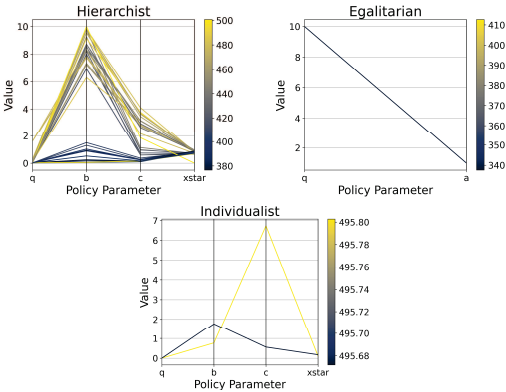 Hierarchist
Value
10
8
6
4
2
0
q
b
c
xstar
Policy Parameter
500
480
460
440
420
400
380
Egalitarian
Value
10
8
6
4
2
q
a
Policy Parameter
410
400
390
380
370
360
350
340
Individualist
Value
7
6
5
4
3
2
1
0
q
b
c
xstar
Policy Parameter
495.80
495.78
495.76
495.74
495.72
495.70
495.68